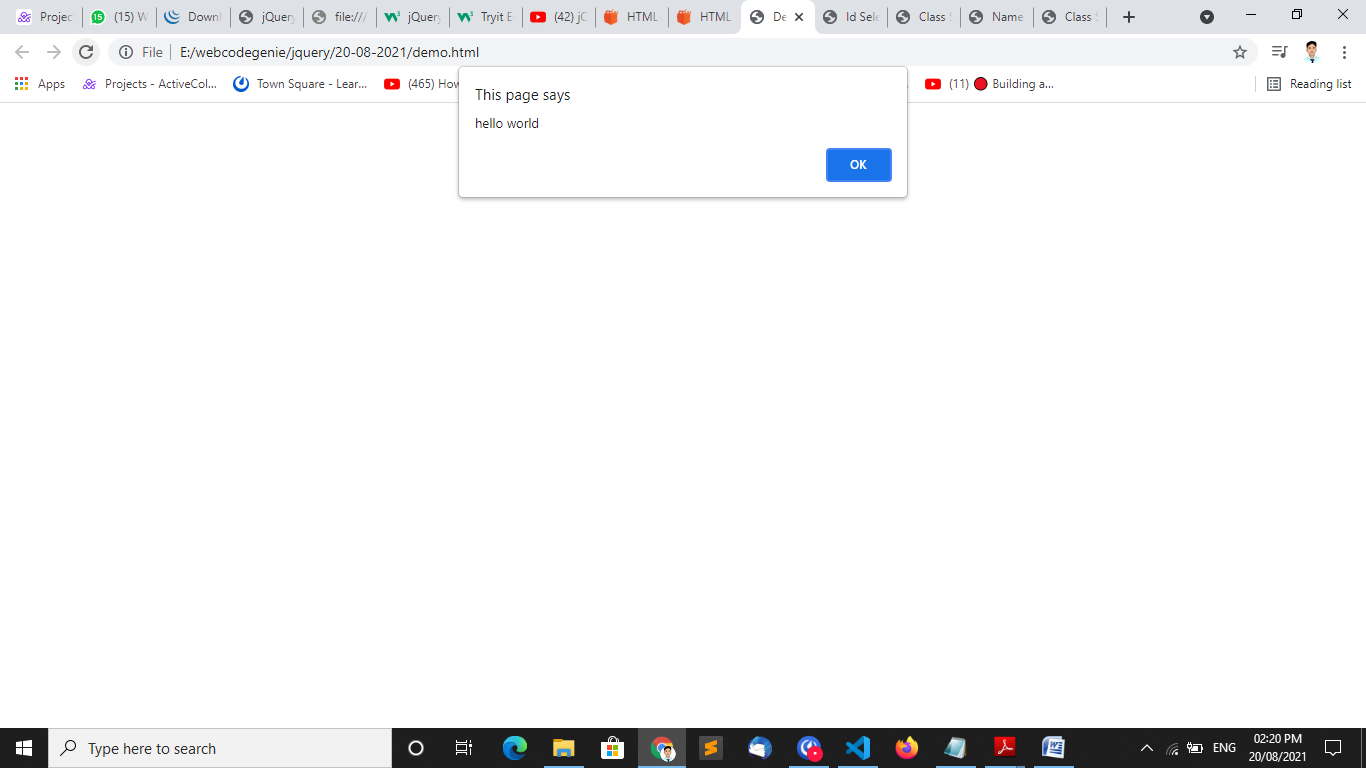 Projec
(15) W
Downl
jQuery
file:///
jQuery
Tryit E
(42) jC
HTML
HTML
De
Id Sele
Class S
Name
Class S
File
E:/webcodegenie/jquery/20-08-2021/demo.html
Apps
Projects - ActiveCol...
Town Square - Lear...
(465) How
(11)
Building a...
Reading list
This page says
hello world
OK
Type here to search
ENG
02:20 PM
20/08/2021